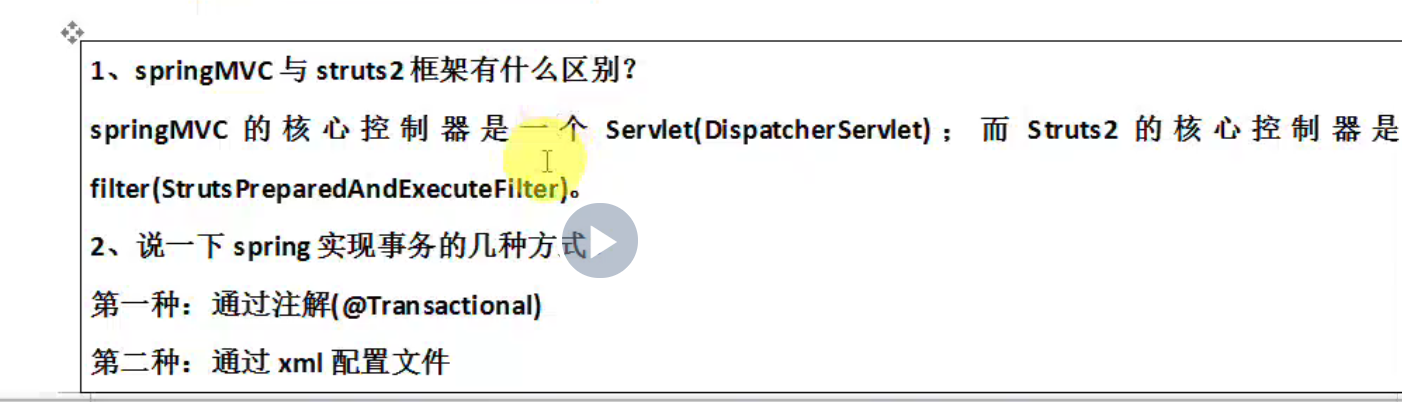 1、springMVC 与 struts2 框架有什么区别？
springMVC 的核心控制器是一个 Servlet(DispatcherServlet)；而 Struts2 的核心控制器是
filter(StrutsPreparedAndExecuteFilter)。
2、说一下 spring 实现事务的几种方式
第一种：通过注解(@Transactional)
第二种：通过 xml 配置文件